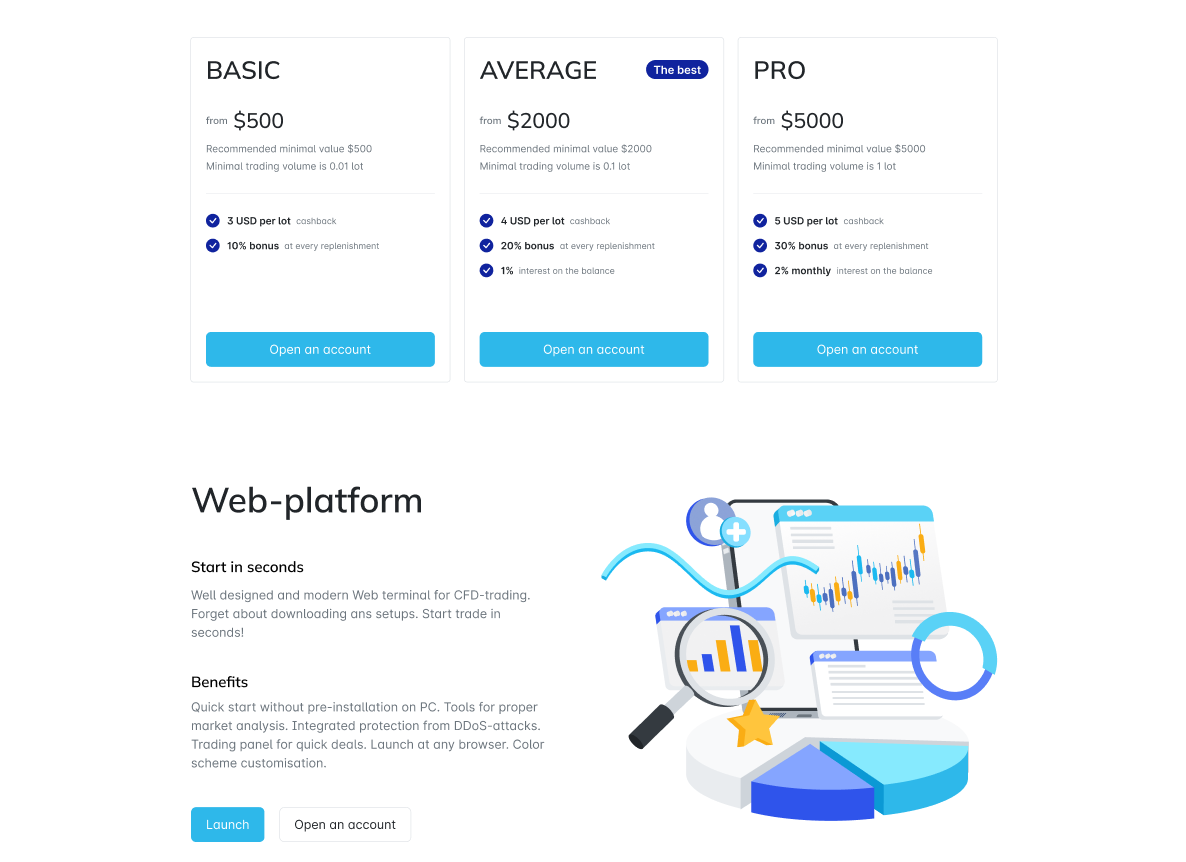 BASIC
from $500
Recommended minimal value $500
Minimal trading volume is 0.01 lot
3 USD per lot cashback
10% bonus at every replenishment
Open an account
AVERAGE
The best
from $2000
Recommended minimal value $2000
Minimal trading volume is 0.1 lot
4 USD per lot cashback
20% bonus at every replenishment
1% interest on the balance
Open an account
PRO
from $5000
Recommended minimal value $5000
Minimal trading volume is 1 lot
5 USD per lot cashback
30% bonus at every replenishment
2% monthly interest on the balance
Open an account
Web-platform
Start in seconds
Well designed and modern Web terminal for CFD-trading.
Forget about downloading ans setups. Start trade in
seconds!
Benefits
Quick start without pre-installation on PC. Tools for proper
market analysis. Integrated protection from DDoS-attacks.
Trading panel for quick deals. Launch at any browser. Color
scheme customisation.
Launch
Open an account